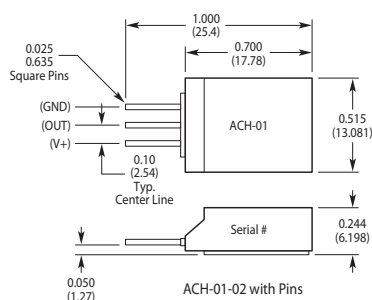 1.000
(25.4)
0.025
0.635
Square Pins
0.700
(17.78)
(GND)
(OUT)
(V+)
ACH-01
0.515
(13.081)
0.10
(2.54)
Typ.
Center Line
Serial #
0.244
(6.198)
0.050
(1.27)
ACH-01-02 with Pins